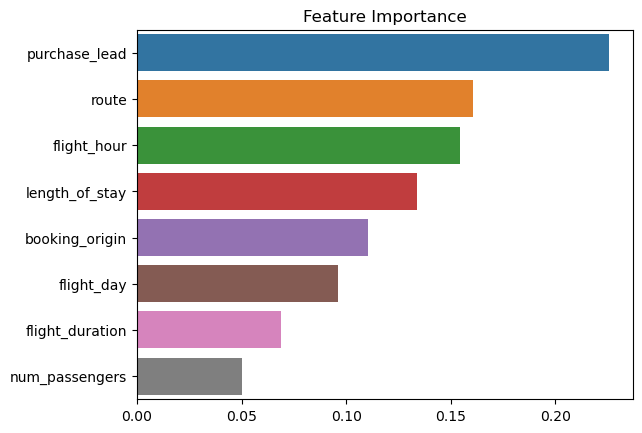 Feature Importance
purchase_lead
route
flight_hour
length_of_stay
booking_origin
flight_day
flight_duration
num_passengers
0.00 0.05 0.10 0.15 0.20